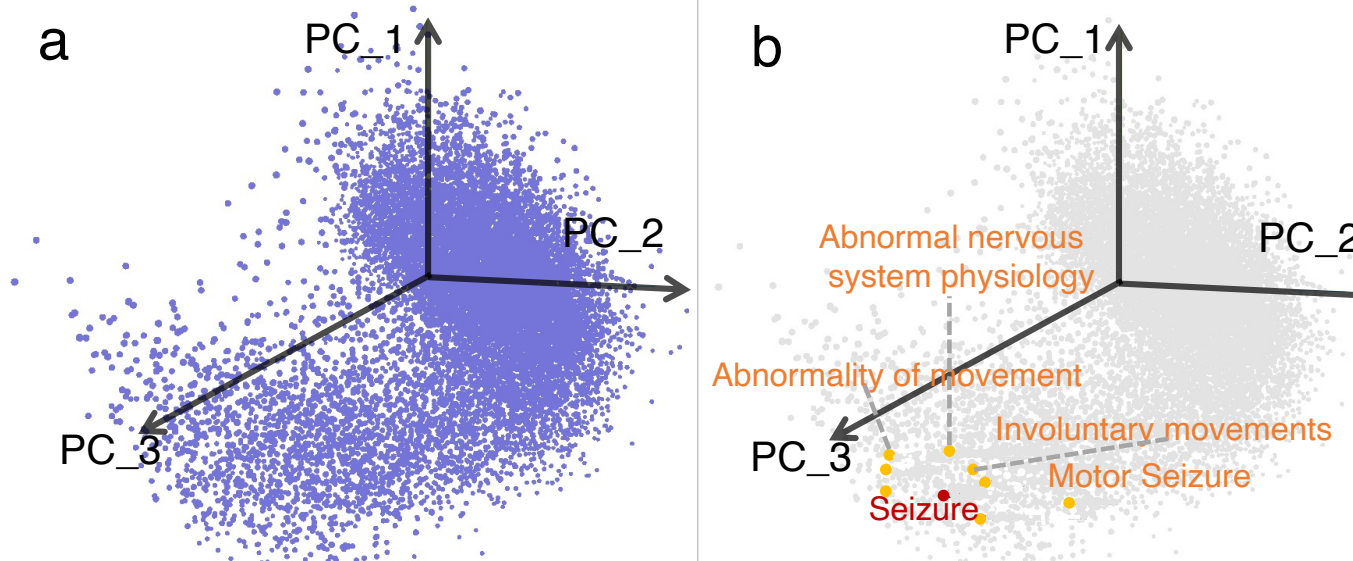 a
PC_1
PC_2
PC_3
b
PC_1
PC_2
Abnormal nervous
system physiology
Abnormality of movement
Involuntary movements
PC_3
Motor Seizure
Seizure